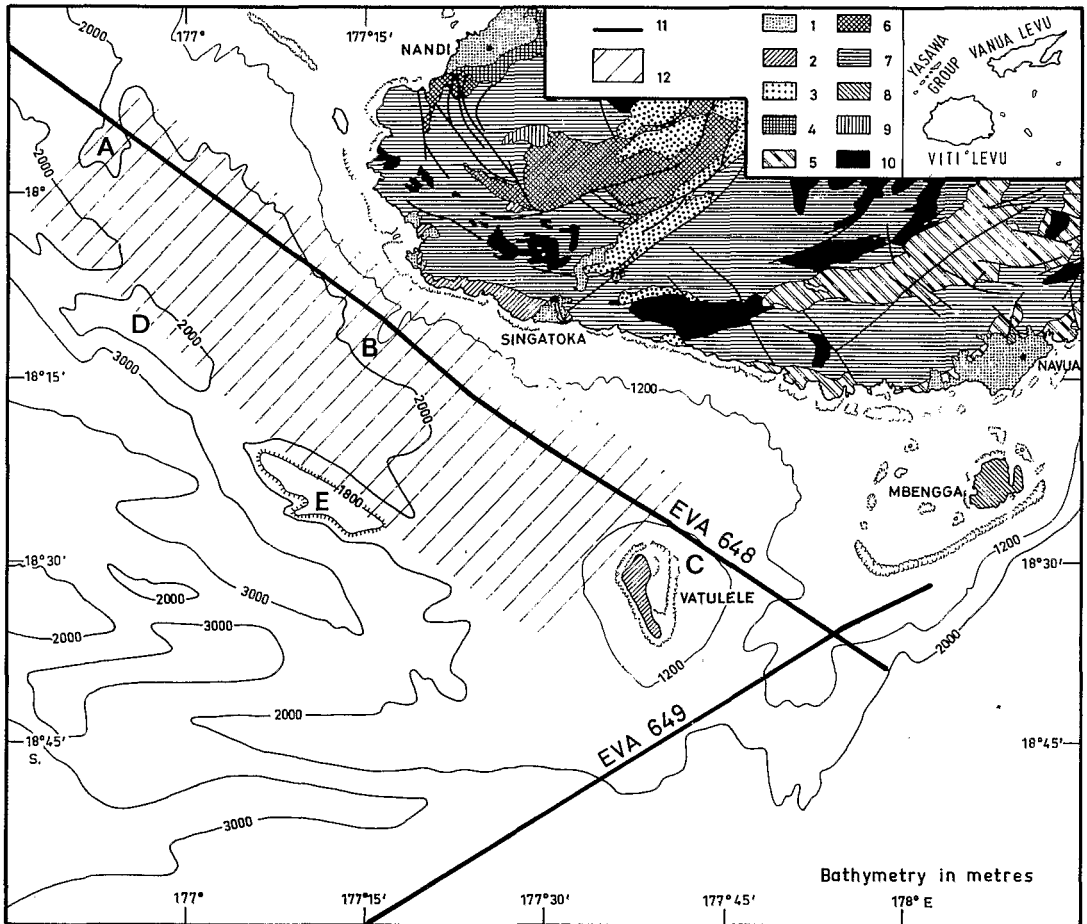 2000
177°
177°15'
NANDI
11
12
1
2
3
4
5
6
7
8
9
10
YASAWA
GROUP
VANUA LEVU
VITI LEVU
A
2000
18°
D
2000
3000
B
SINGATOKA
NAVUA
18°15'
1200
2000
E
1800
MBENGGA
EVA 648
C
VATULELE
18°30'
18°30'
1200
2000
3000
2000
3000
1200
2000
2000
EVA 649
18°45'
S.
18°45'
3000
Bathymetry in metres
177°
177°15'
177°30'
177°45'
178° E